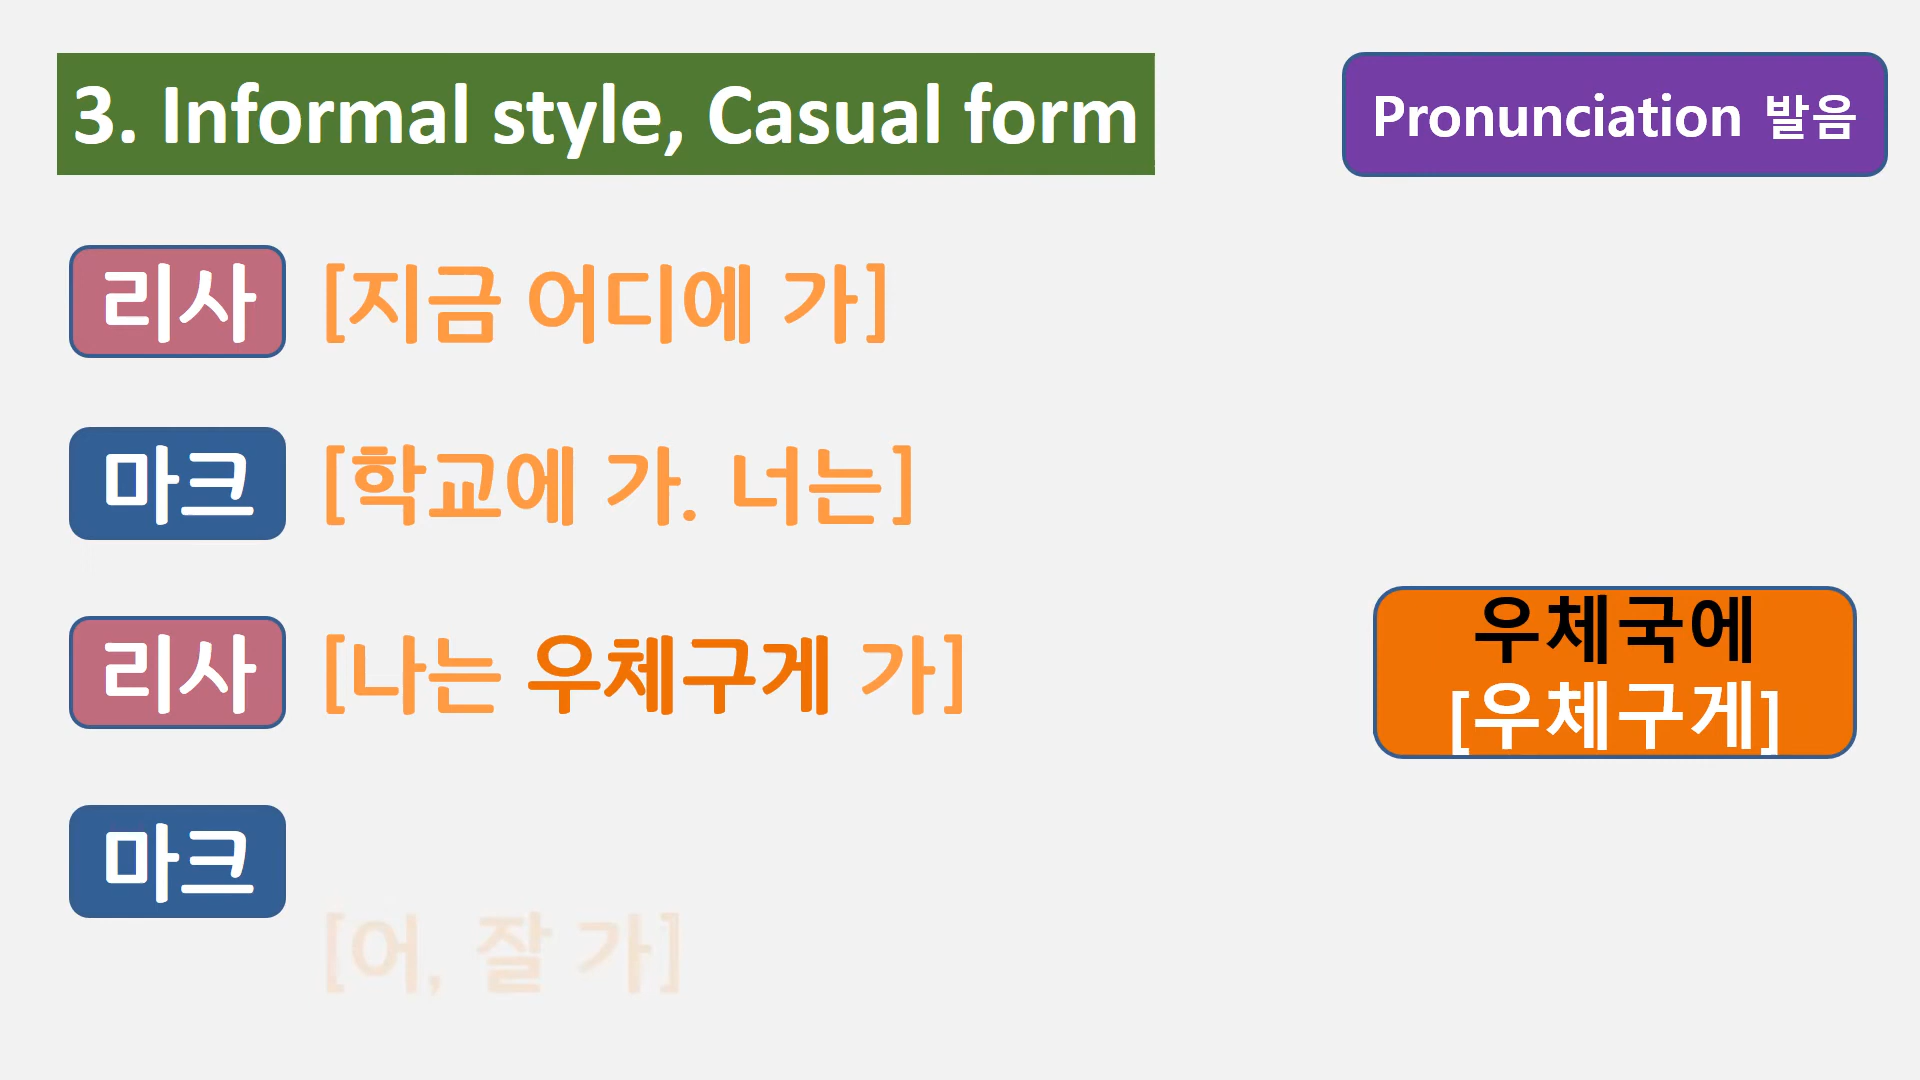 3. Informal style, Casual form
Pronunciation 발음
리사 [지금 어디에 가]
마크 [학교에 가. 너는]
리사 [나는 우체구게 가]
우체국에
[우체구게]
마크
[어, 잘 가]